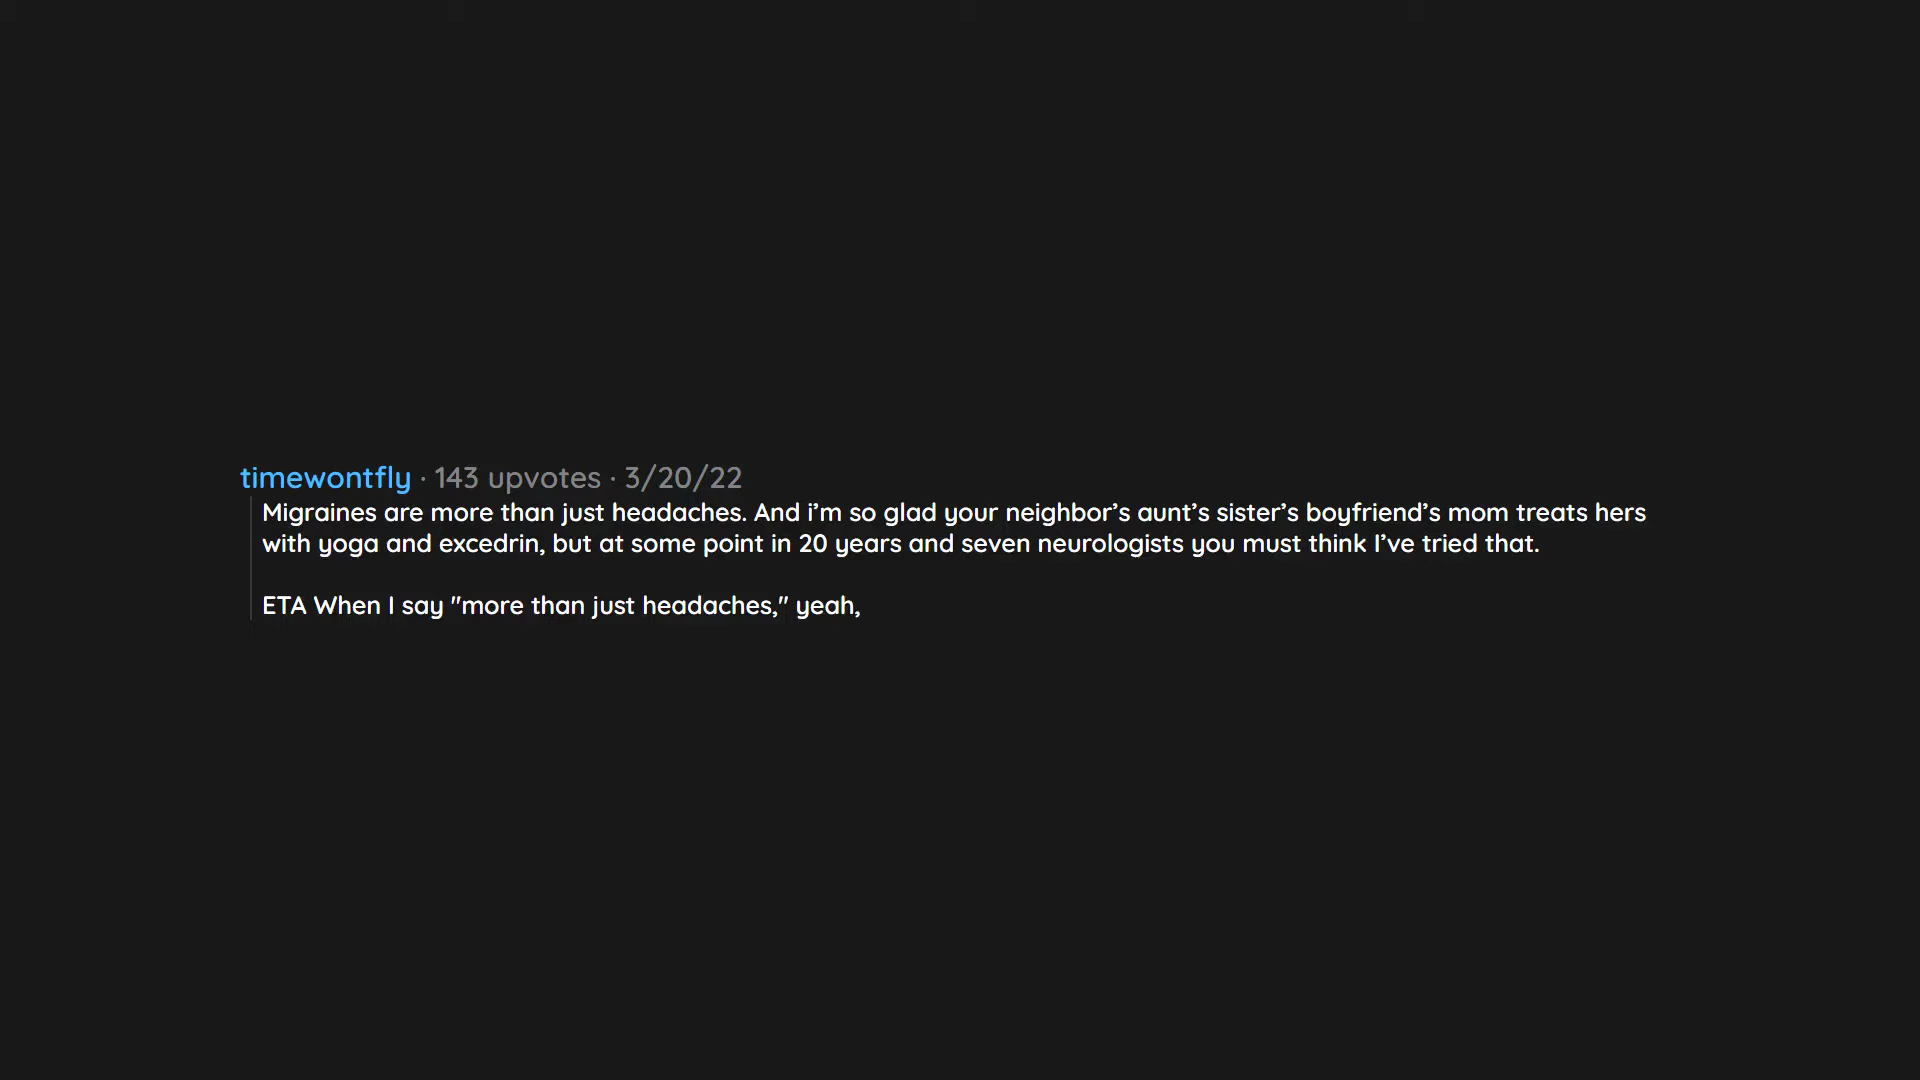 timewontfly · 143 upvotes · 3/20/22
Migraines are more than just headaches. And i’m so glad your neighbor’s aunt’s sister’s boyfriend’s mom treats hers
with yoga and excedrin, but at some point in 20 years and seven neurologists you must think I’ve tried that.
ETA When I say "more than just headaches," yeah,